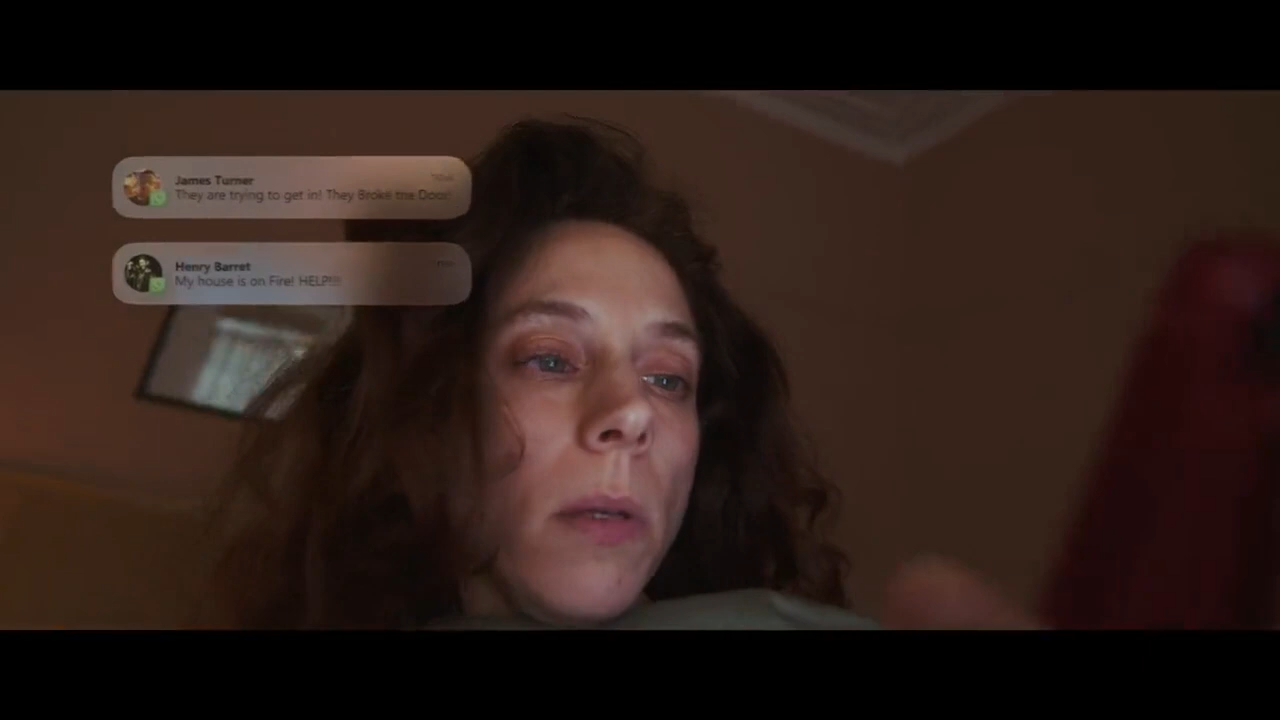 James Turner
They are trying to get in! They Broke the Door
Henry Barret
My house is on Fire! HELP!!!